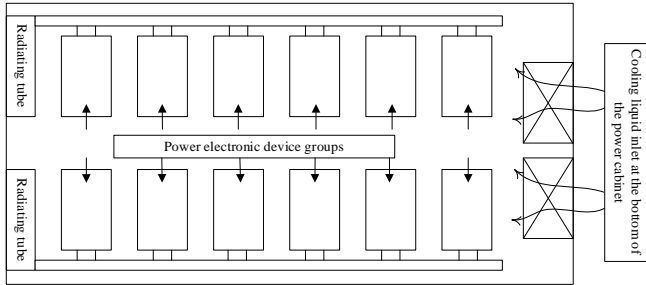 Radiating tube
Power electronic device groups
Radiating tube
Cooling liquid inlet at the bottom of
the power cabinet